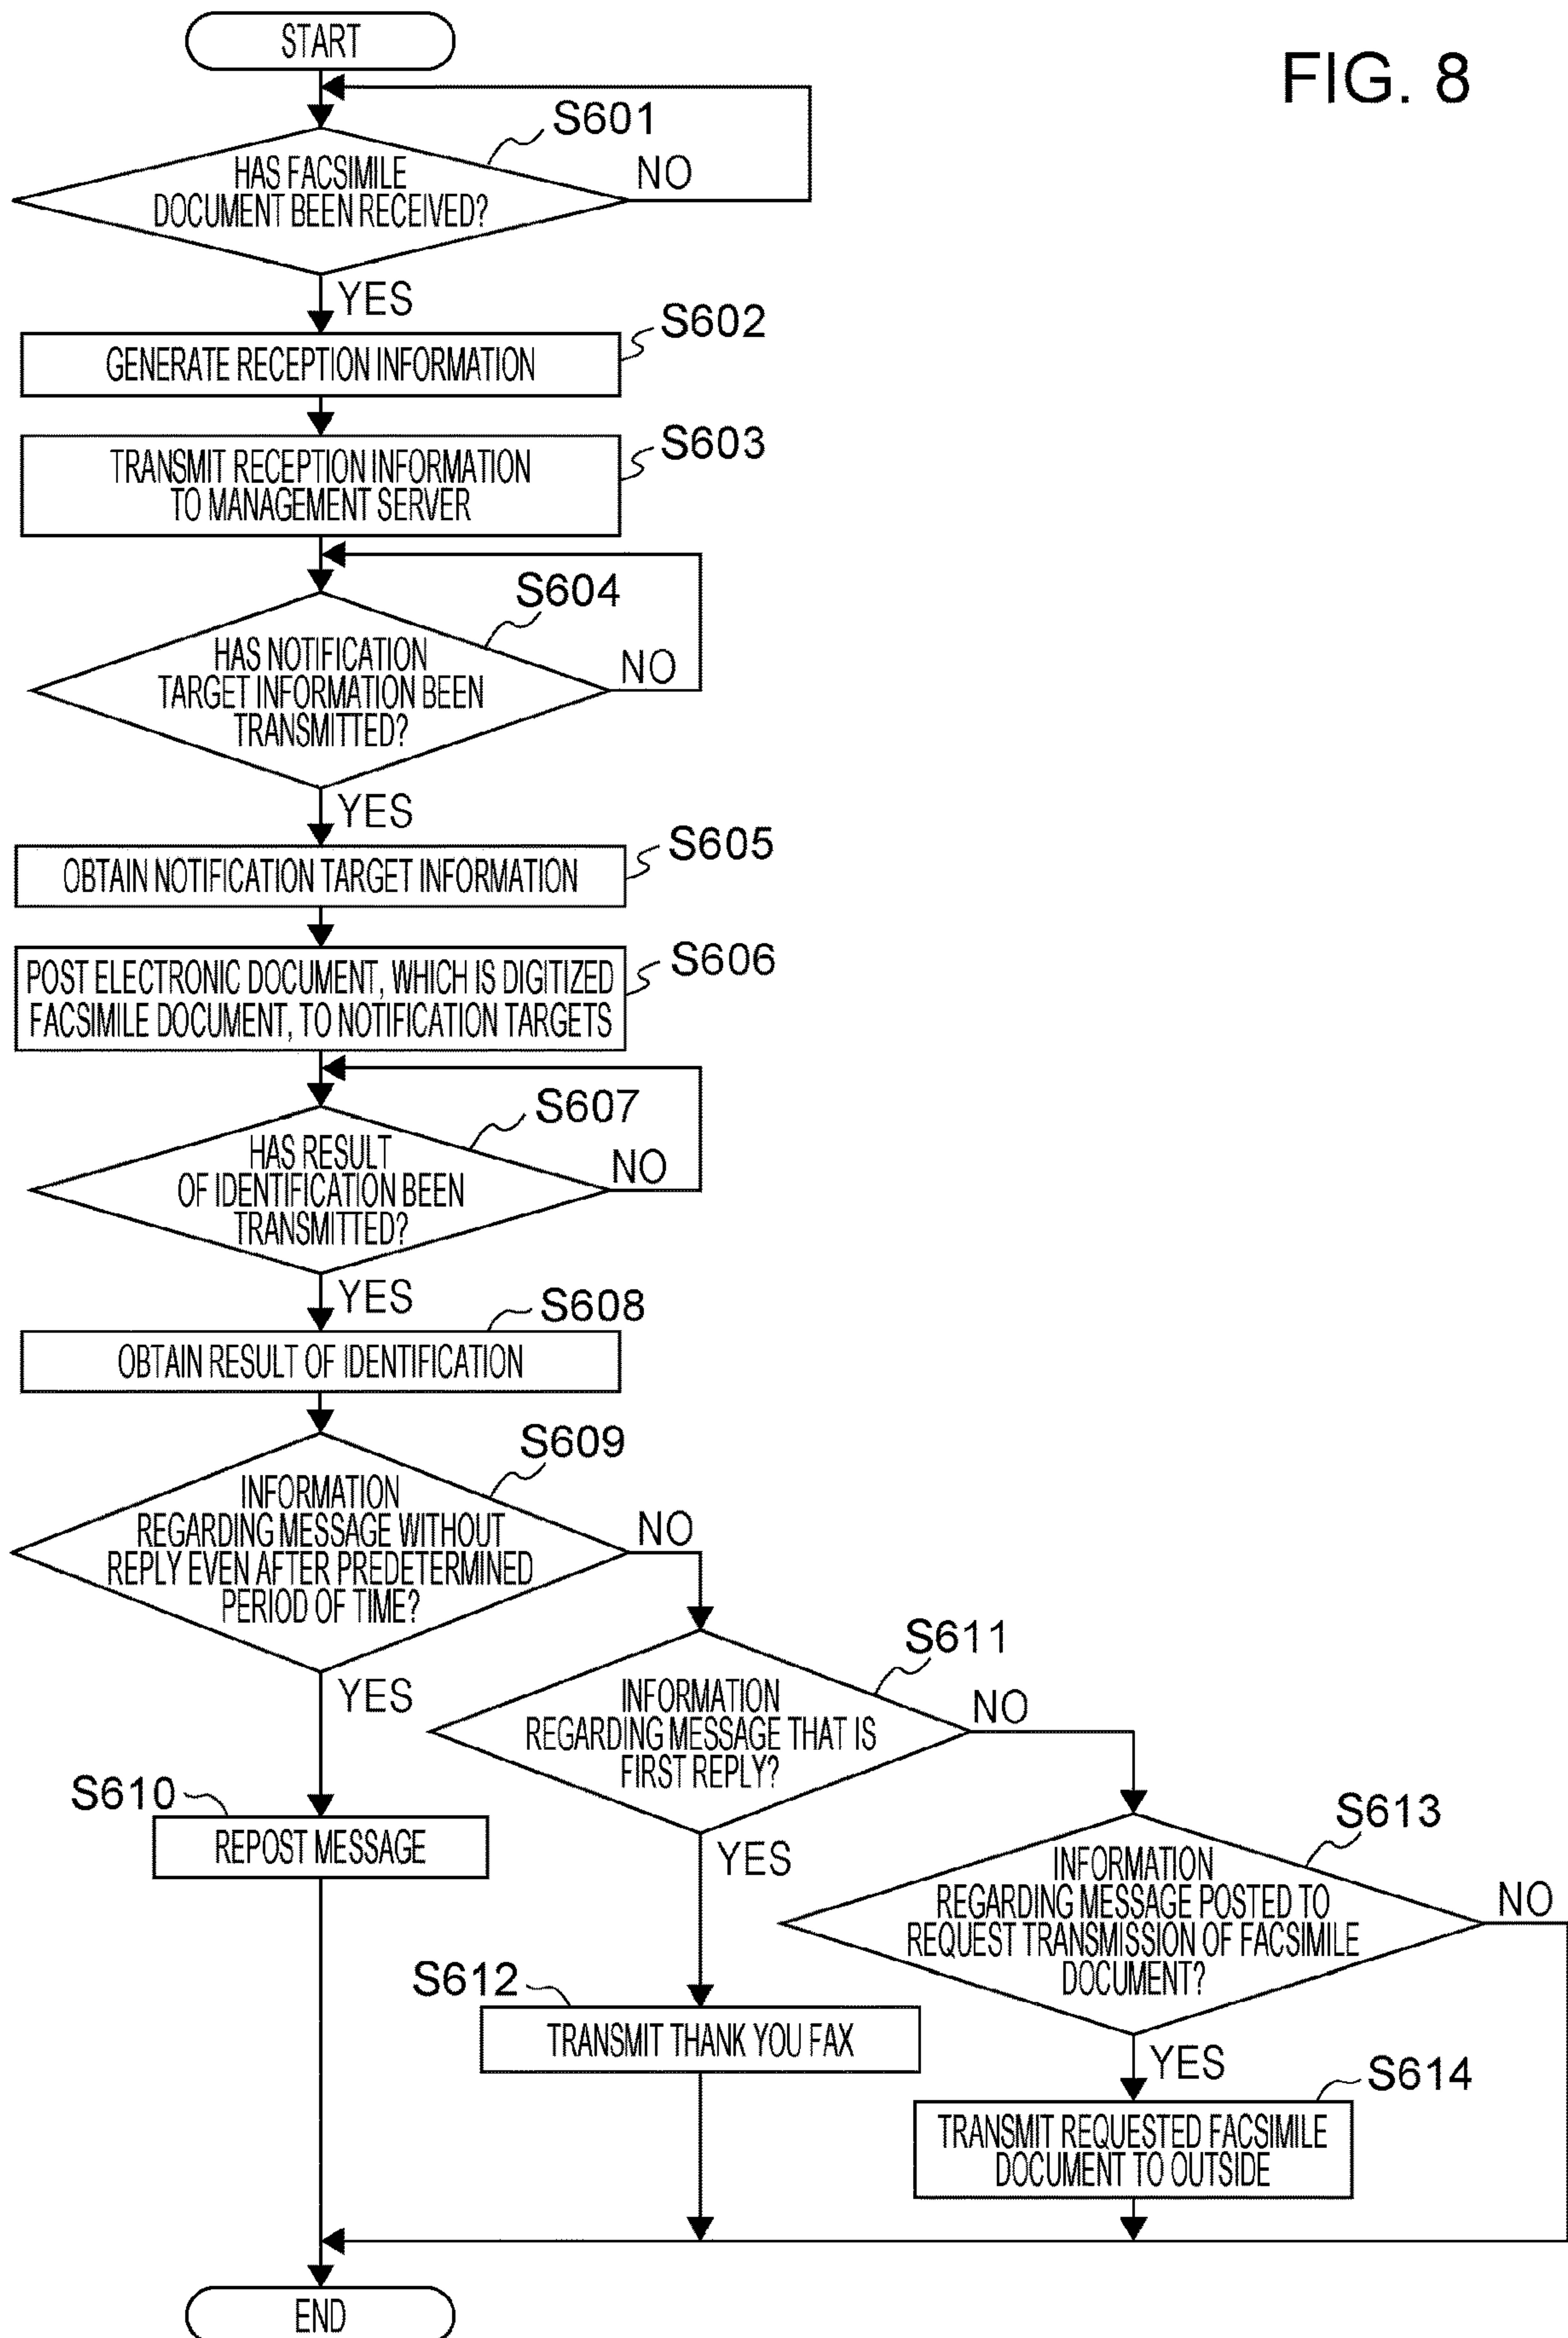 FIG. 8
START
S601
HAS FACSIMILE
DOCUMENT BEEN RECEIVED?
NO
YES
S602
GENERATE RECEPTION INFORMATION
S603
TRANSMIT RECEPTION INFORMATION
TO MANAGEMENT SERVER
S604
HAS NOTIFICATION
TARGET INFORMATION BEEN
TRANSMITTED?
NO
YES
S605
OBTAIN NOTIFICATION TARGET INFORMATION
S606
POST ELECTRONIC DOCUMENT, WHICH IS DIGITIZED
FACSIMILE DOCUMENT, TO NOTIFICATION TARGETS
S607
HAS RESULT
OF IDENTIFICATION BEEN
TRANSMITTED?
NO
YES
S608
OBTAIN RESULT OF IDENTIFICATION
S609
INFORMATION
REGARDING MESSAGE WITHOUT
REPLY EVEN AFTER PREDETERMINED
PERIOD OF TIME?
NO
YES
S610
REPOST MESSAGE
S611
INFORMATION
REGARDING MESSAGE THAT IS
FIRST REPLY?
NO
YES
S612
TRANSMIT THANK YOU FAX
S613
INFORMATION
REGARDING MESSAGE POSTED TO
REQUEST TRANSMISSION OF FACSIMILE
DOCUMENT?
NO
YES
S614
TRANSMIT REQUESTED FACSIMILE
DOCUMENT TO OUTSIDE
END